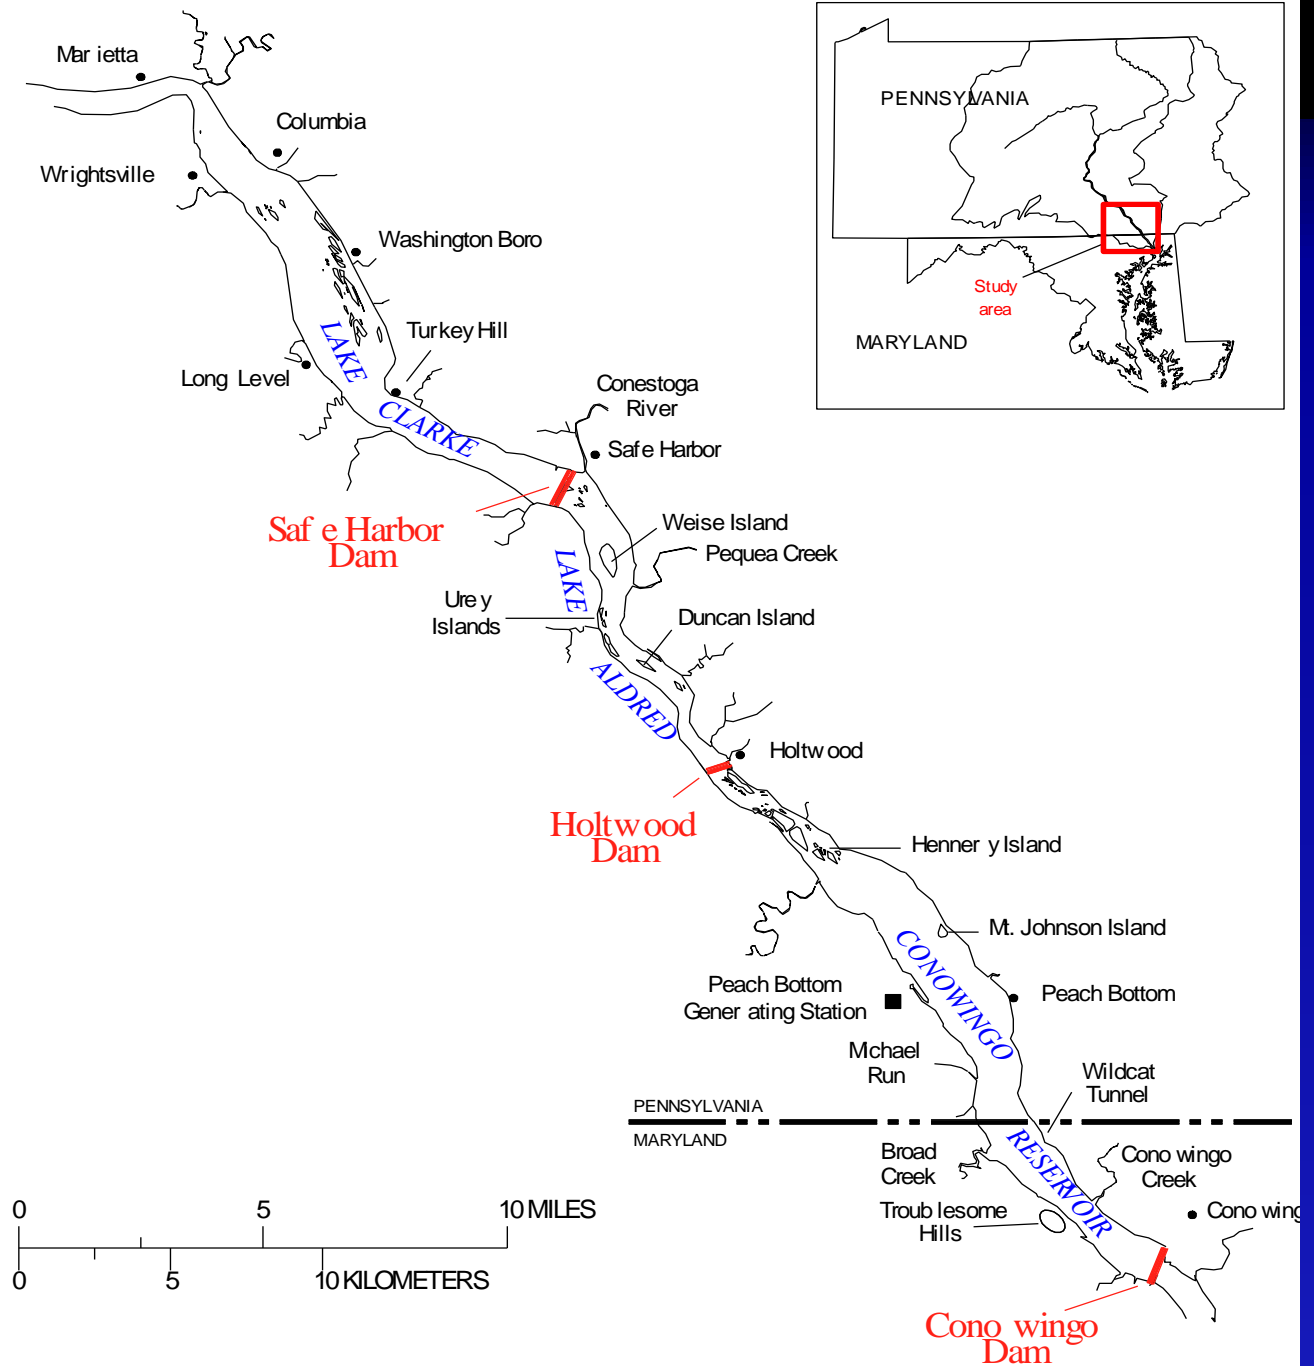 Marietta
Columbia
Wrightsville
Washington Boro
PENNSYLVANIA
Study
area
MARYLAND
Turkey Hill
LAKE
CLARKE
Long Level
Conestoga
River
Safe Harbor
Safe Harbor
Dam
Weise Island
Pequea Creek
LAKE
ALDRED
Urey
Islands
Duncan Island
Holtwood
Holtwood
Dam
Hennery Island
Mt. Johnson Island
CONOWINGO
RESERVOIR
Peach Bottom
Generating Station
Peach Bottom
Michael
Run
Wildcat
Tunnel
PENNSYLVANIA
MARYLAND
Broad
Creek
Conowingo
Creek
Troublesome
Hills
Conowing
Conowingo
Dam
0 5 10 MILES
0 5 10 KILOMETERS